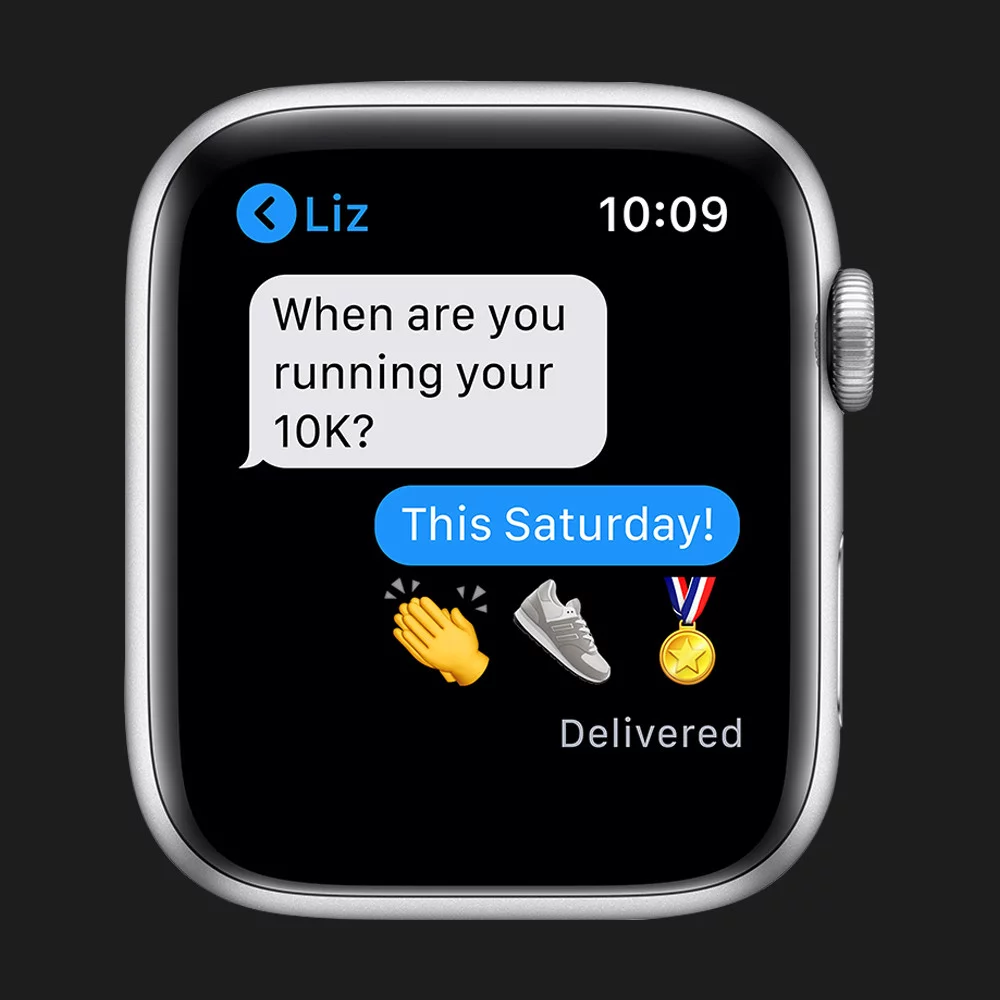 Liz
10:09
When are you
running your
10K?
This Saturday!
👏 👟 🏅
Delivered